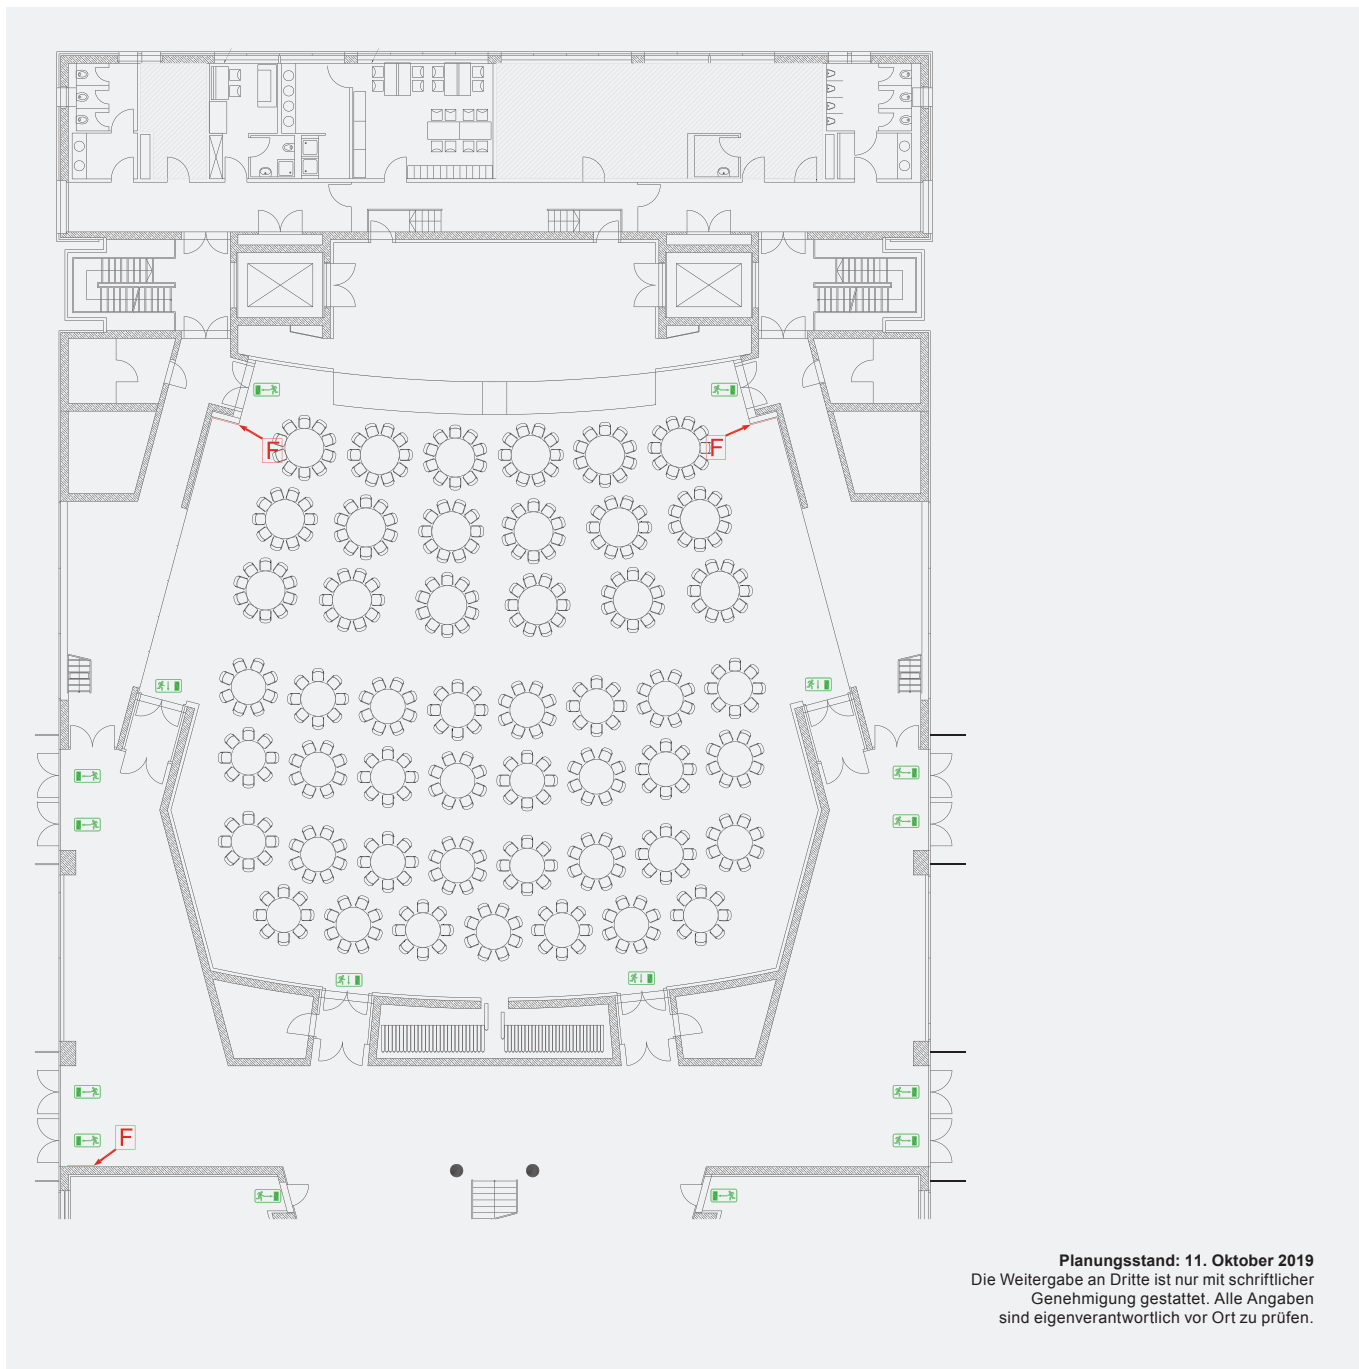 F
F
F
Planungsstand: 11. Oktober 2019
Die Weitergabe an Dritte ist nur mit schriftlicher
Genehmigung gestattet. Alle Angaben
sind eigenverantwortlich vor Ort zu prüfen.